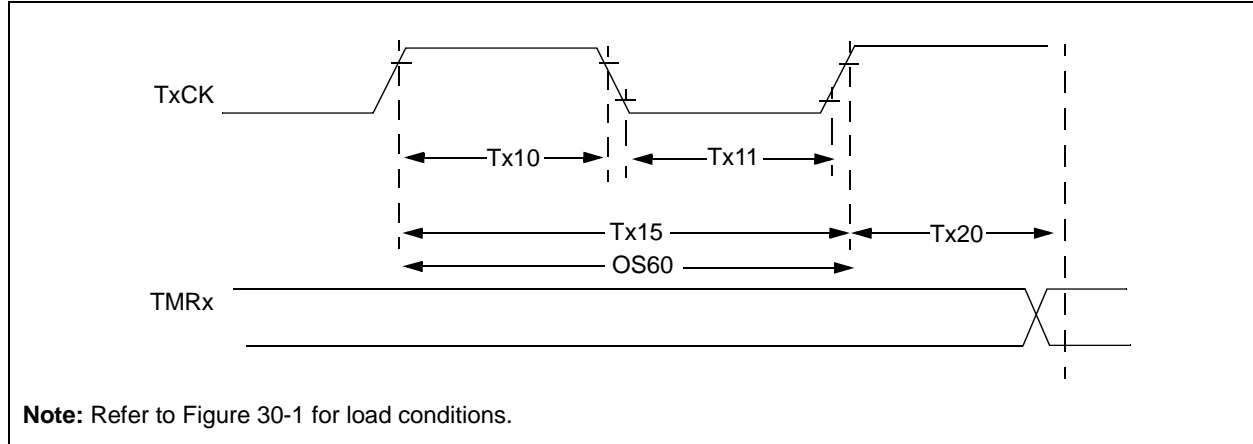 TxCK
Tx10
Tx11
Tx15
Tx20
OS60
TMRx
Note: Refer to Figure 30-1 for load conditions.